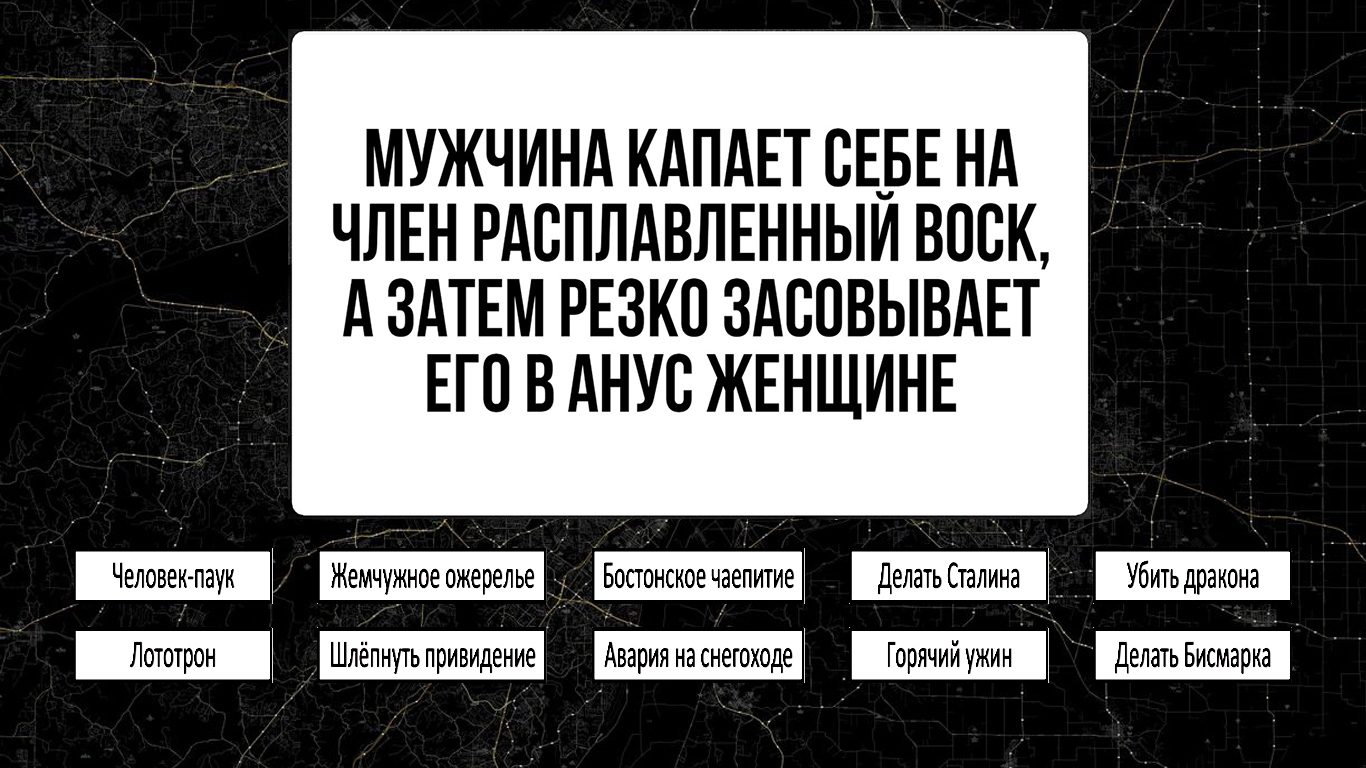 МУЖЧИНА КАПАЕТ СЕБЕ НА
ЧЛЕН РАСПЛАВЛЕННЫЙ ВОСК,
А ЗАТЕМ РЕЗКО ЗАСОВЫВАЕТ
ЕГО В АНУС ЖЕНЩИНЕ
Человек-паук
Жемчужное ожерелье
Бостонское чаепитие
Делать Сталина
Убить дракона
Лототрон
Шлёпнуть привидение
Авария на снегоходе
Горячий ужин
Делать Бисмарка